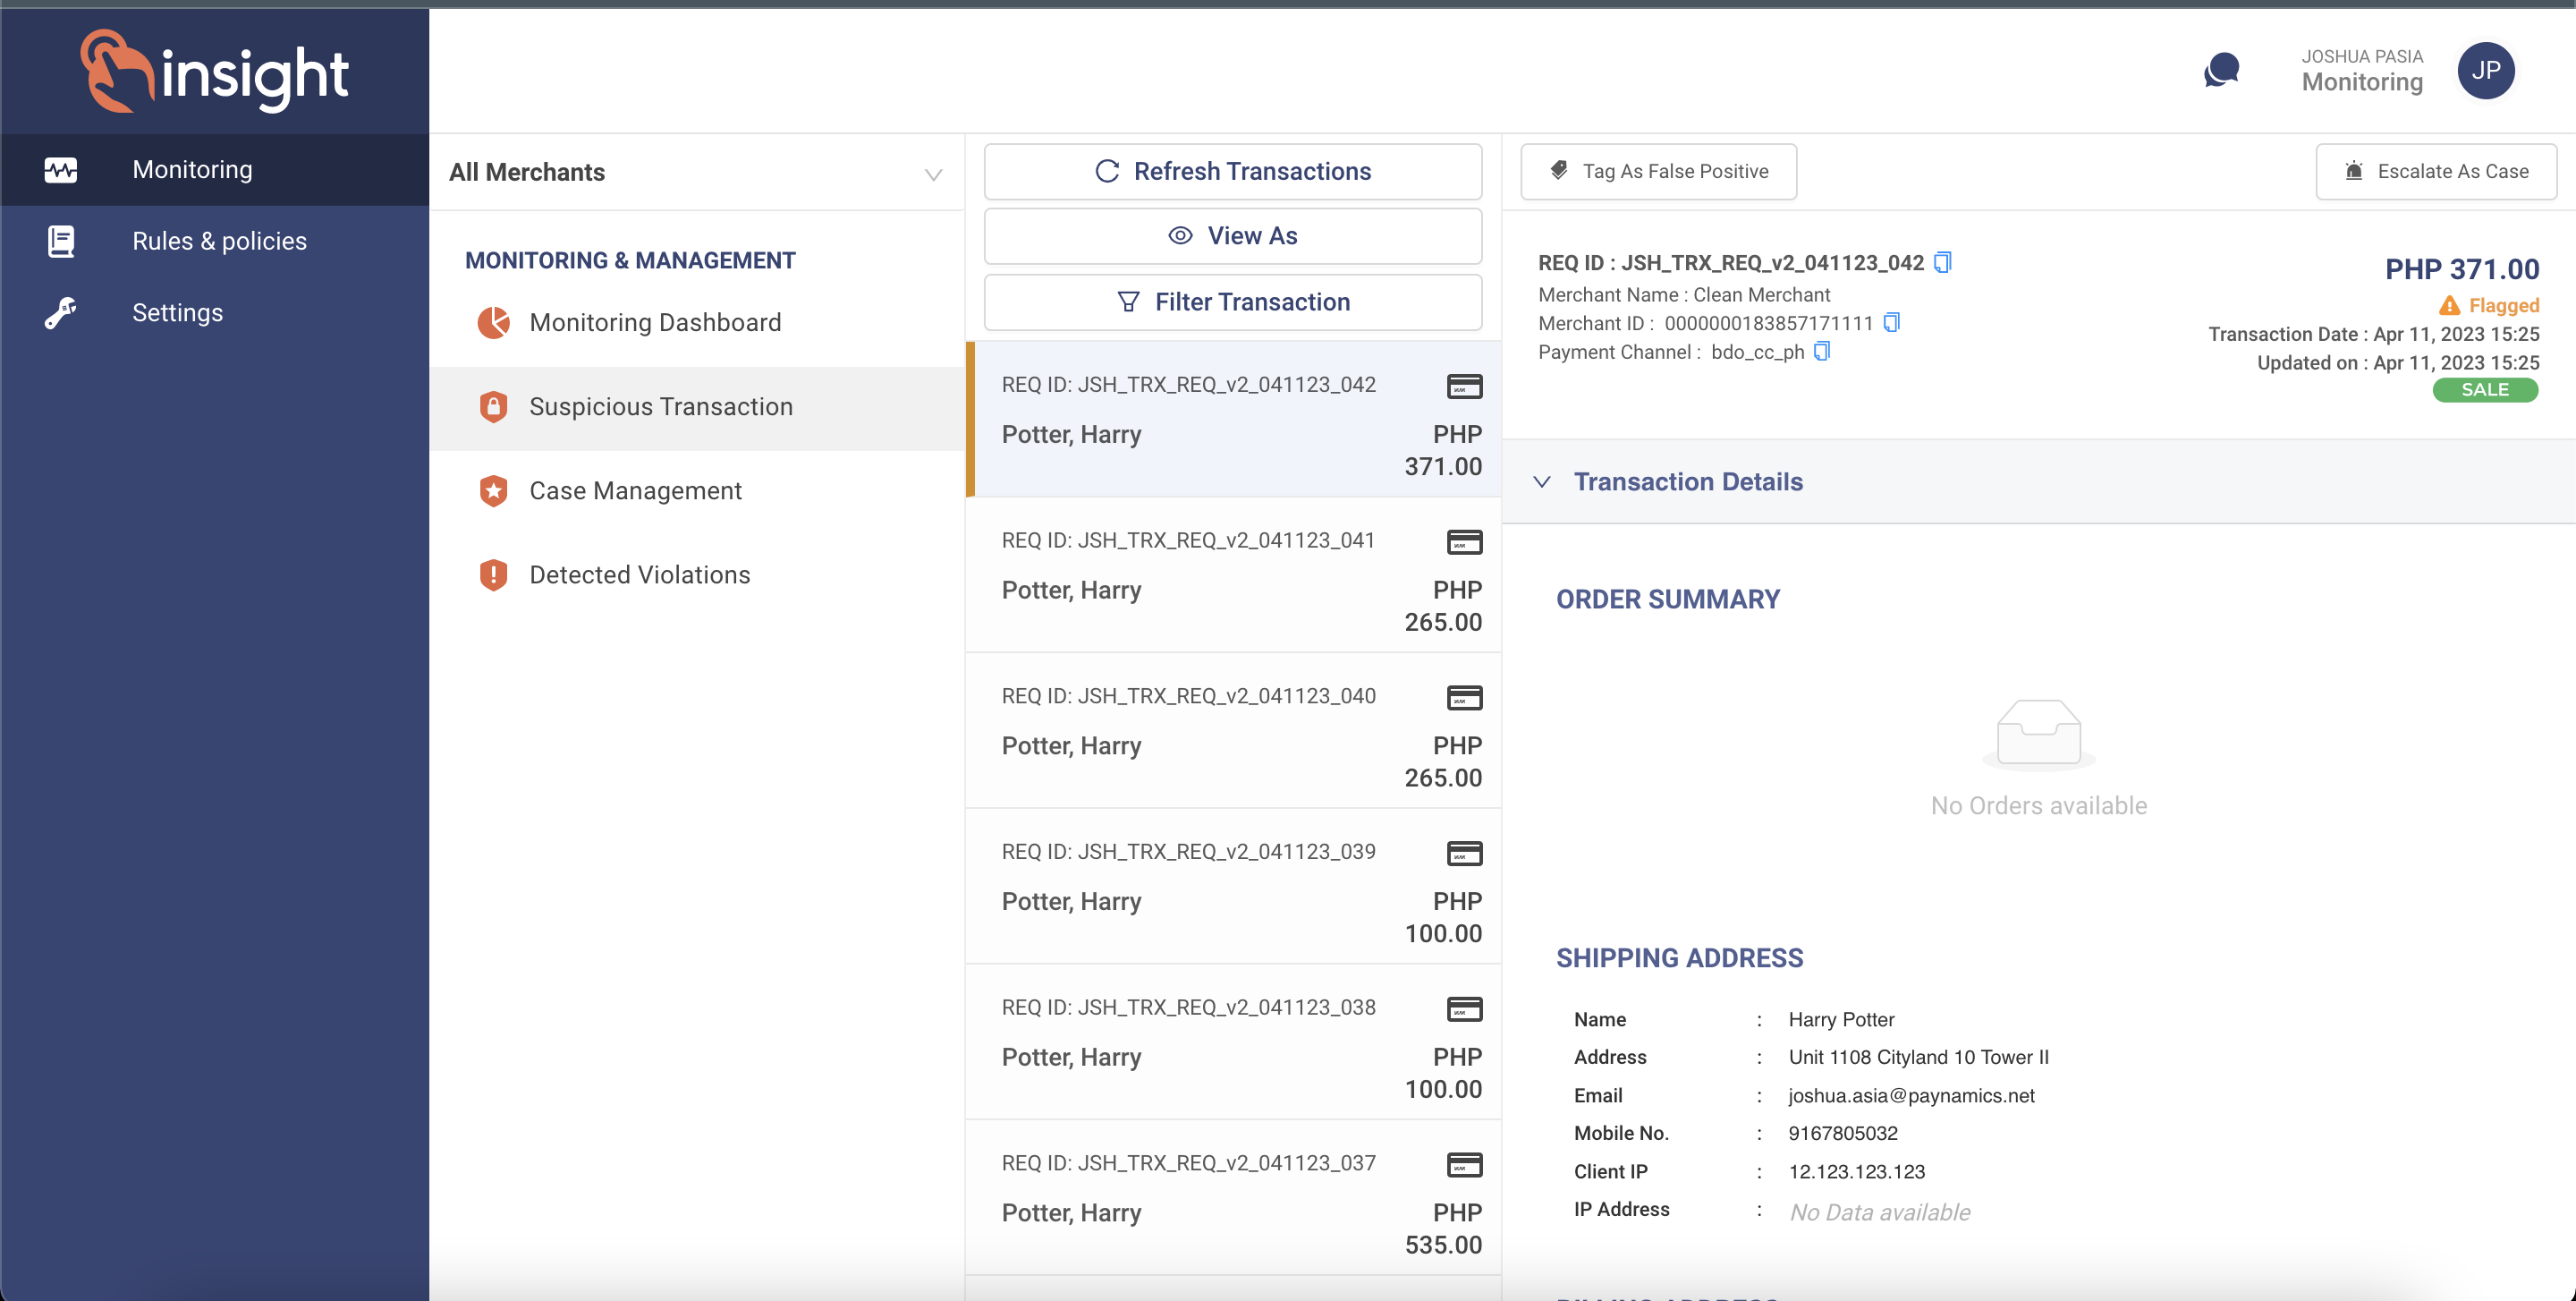 insight
JOSHUA PASIA
Monitoring
JP
Monitoring
Rules & policies
Settings
All Merchants
MONITORING & MANAGEMENT
Monitoring Dashboard
Suspicious Transaction
Case Management
Detected Violations
Refresh Transactions
View As
Filter Transaction
REQ ID: JSH_TRX_REQ_v2_041123_042
Potter, Harry
PHP
371.00
REQ ID: JSH_TRX_REQ_v2_041123_041
Potter, Harry
PHP
265.00
REQ ID: JSH_TRX_REQ_v2_041123_040
Potter, Harry
PHP
265.00
REQ ID: JSH_TRX_REQ_v2_041123_039
Potter, Harry
PHP
100.00
REQ ID: JSH_TRX_REQ_v2_041123_038
Potter, Harry
PHP
100.00
REQ ID: JSH_TRX_REQ_v2_041123_037
Potter, Harry
PHP
535.00
Tag As False Positive
Escalate As Case
REQ ID : JSH_TRX_REQ_v2_041123_042
Merchant Name : Clean Merchant
Merchant ID : 0000000183857171111
Payment Channel : bdo_cc_ph
PHP 371.00
Flagged
Transaction Date : Apr 11, 2023 15:25
Updated on : Apr 11, 2023 15:25
SALE
Transaction Details
ORDER SUMMARY
No Orders available
SHIPPING ADDRESS
Name : Harry Potter
Address : Unit 1108 Cityland 10 Tower II
Email : joshua.asia@paynamics.net
Mobile No. : 9167805032
Client IP : 12.123.123.123
IP Address : No Data available